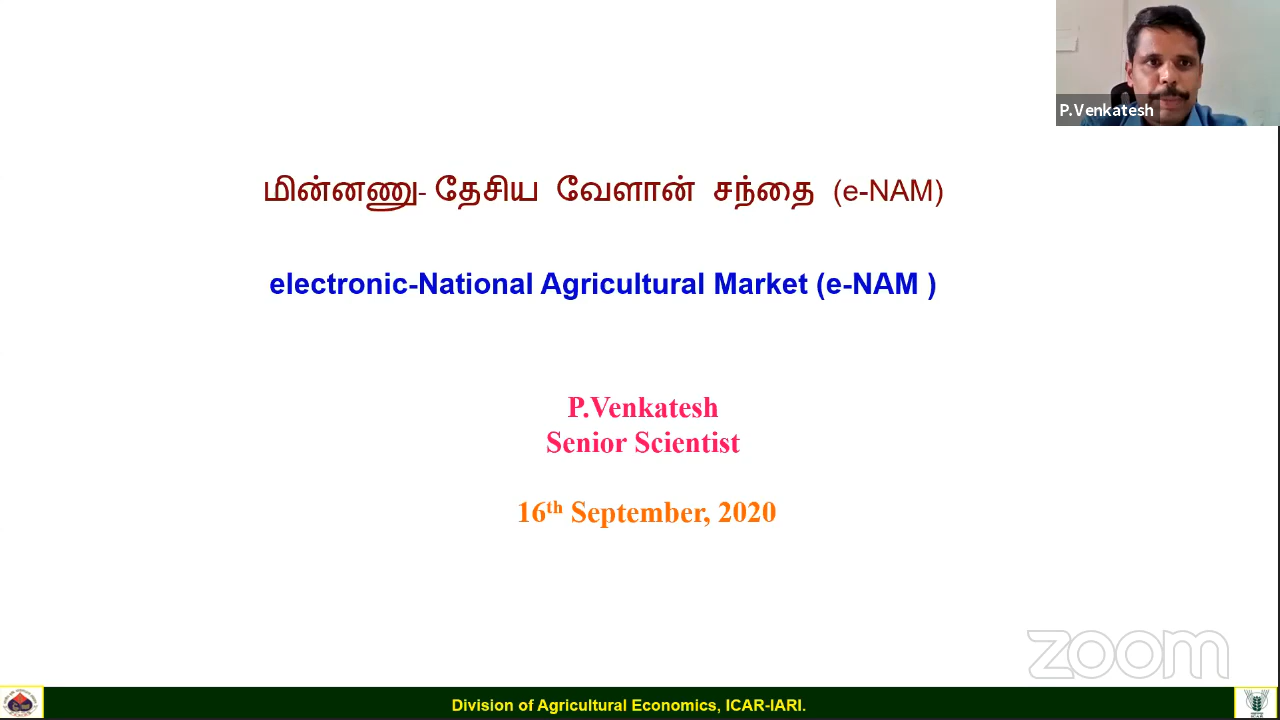 P.Venkatesh
மின்னணு- தேசிய வேளான் சந்தை (e-NAM)
electronic-National Agricultural Market (e-NAM )
P.Venkatesh
Senior Scientist
16th September, 2020
zoom
Division of Agricultural Economics, ICAR-IARI.